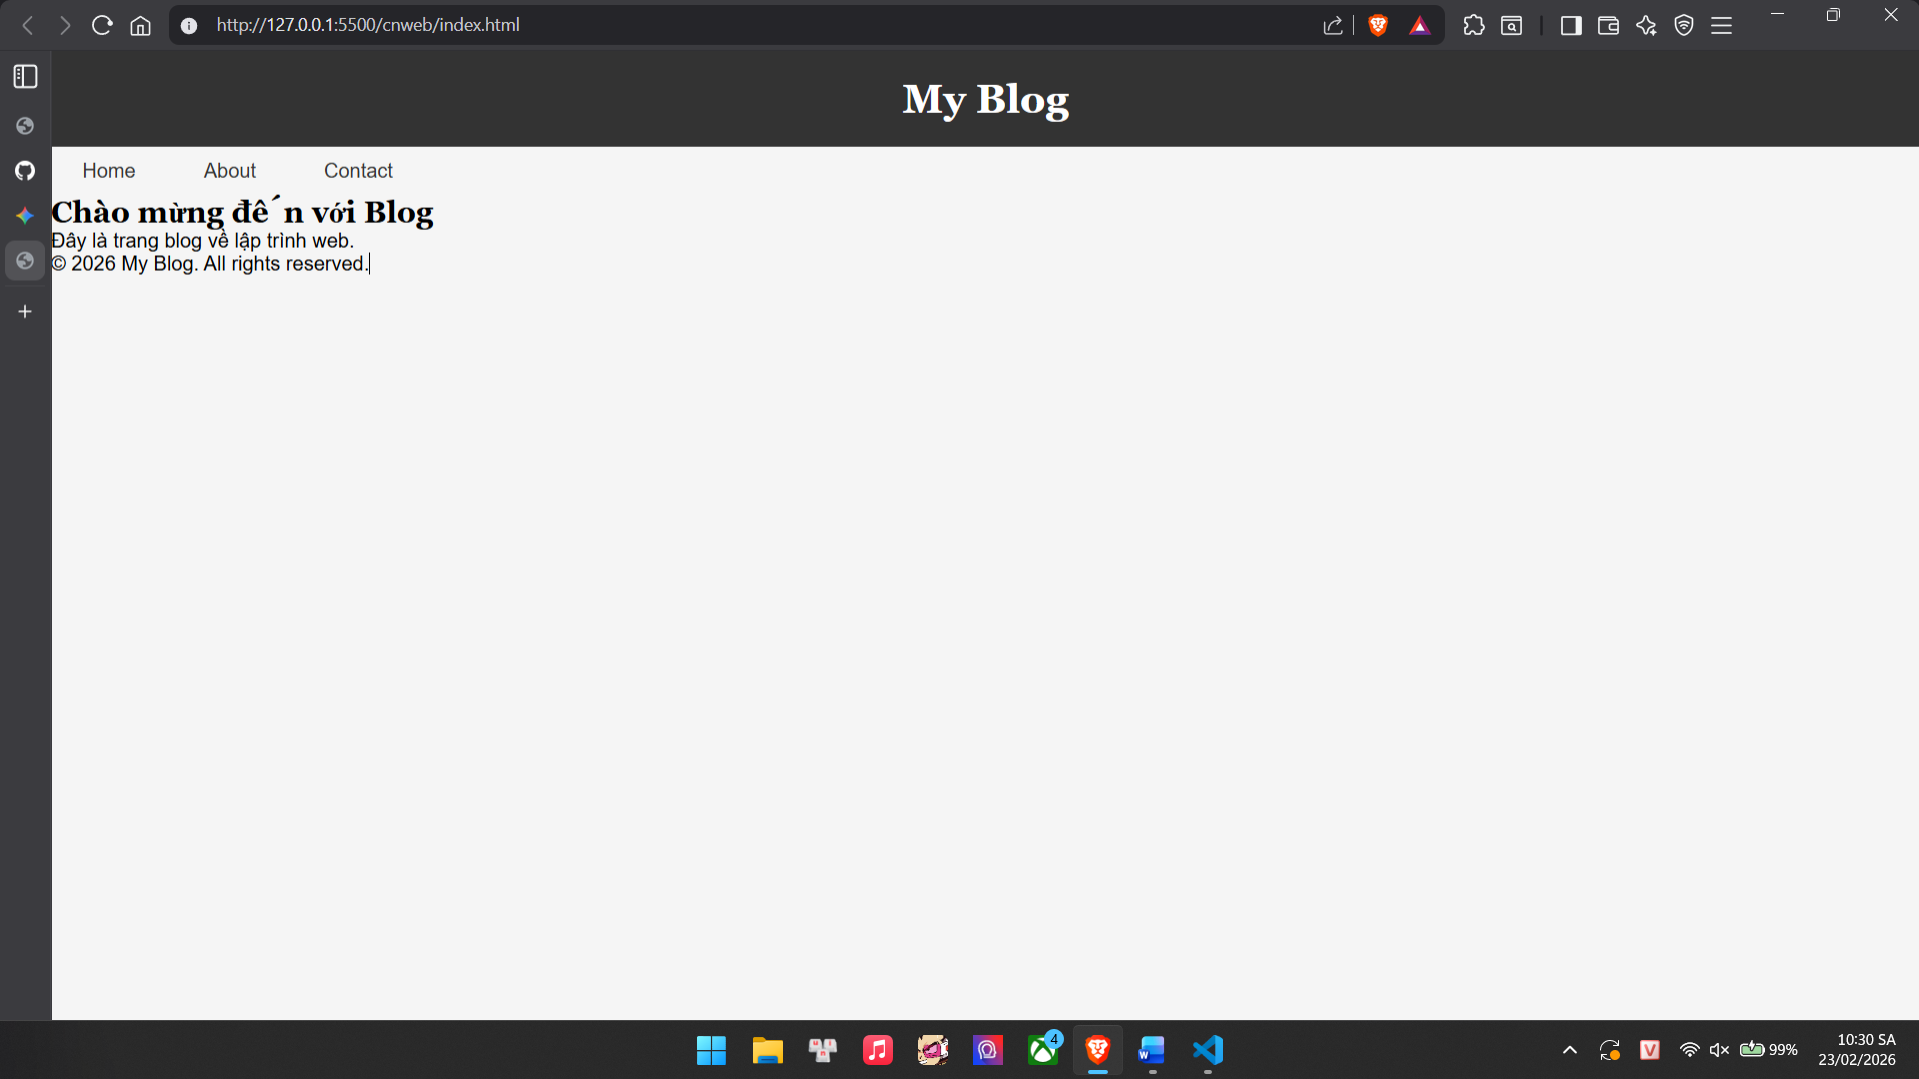 http://127.0.0.1:5500/cnweb/index.html
My Blog
Home About Contact
Chào mừng đến với Blog
Đây là trang blog về lập trình web.
© 2026 My Blog. All rights reserved.
4
W
V
99%
10:30 SA
23/02/2026